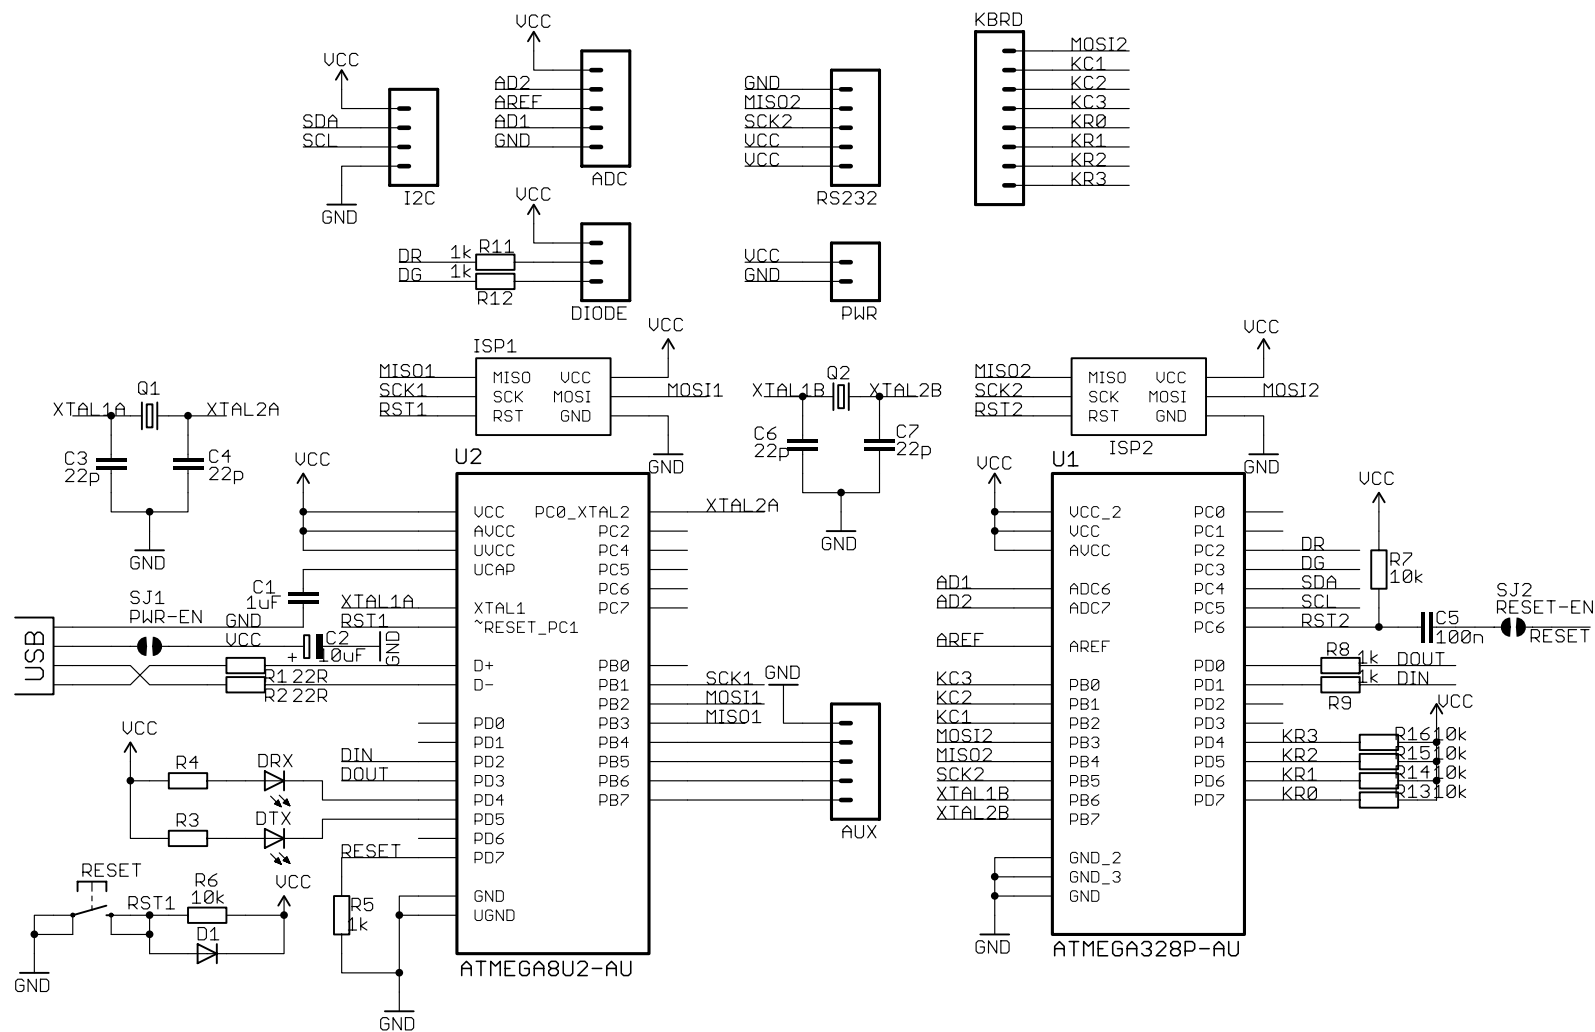 VCC
SDA
SCL
GND
I2C
VCC
AD2
AREF
AD1
GND
ADC
GND
MISO2
SCK2
VCC
VCC
RS232
KBRD
MOSI2
KC1
KC2
KC3
KR0
KR1
KR2
KR3
VCC
DR 1k R11
DG 1k
R12
DIODE
VCC
GND
PWR
ISP1
VCC
MISO1 MISO VCC
SCK1 SCK MOSI MOSI1
RST1 RST GND
GND
Q1
XTAL1A XTAL2A
C3 22p
C4 22p
GND
Q2
XTAL1B XTAL2B
C6 22p
C7 22p
GND
VCC
MISO2 MISO VCC
SCK2 SCK MOSI MOSI2
RST2 RST GND
ISP2
GND
U2
VCC
VCC PC0_XTAL2 XTAL2A
AVCC PC2
UVCC PC4
UCAP PC5
PC6
XTAL1A XTAL1 PC7
RST1 ~RESET_PC1
D+ PB0
D- PB1 SCK1
PB2 MOSI1
PD0 PB3 MISO1
PD1 PB4
DIN PD2 PB5
DOUT PD3 PB6
PD4 PB7
PD5
PD6
RESET PD7
GND
UGND
ATMEGA8U2-AU
C1
1uF
SJ1
PWR-EN
GND
VCC
C2
+ 10uF
GND
USB
R1 22R
R2 22R
VCC
R4 DRX
R3 DTX
RESET
RST1
R6
10k
VCC
D1
GND
R5
1k
GND
GND
AUX
U1
VCC
VCC_2 PC0
VCC PC1
AVCC PC2 DR
PC3 DG
AD1 ADC6 PC4 SDA
AD2 ADC7 PC5 SCL
PC6 RST2
AREF AREF
PD0 R8 1k DOUT
KC3 PB0 PD1 1k DIN
R9
KC2 PB1 PD2
KC1 PB2 PD3
MOSI2 PB3 PD4 KR3 R16 10k
MISO2 PB4 PD5 KR2 R15 10k
SCK2 PB5 PD6 KR1 R14 10k
XTAL1B PB6 PD7 KR0 R13 10k
XTAL2B PB7
GND_2
GND_3
GND
GND
ATMEGA328P-AU
VCC
R7
10k
C5
100n
SJ2
RESET-EN
RESET
VCC